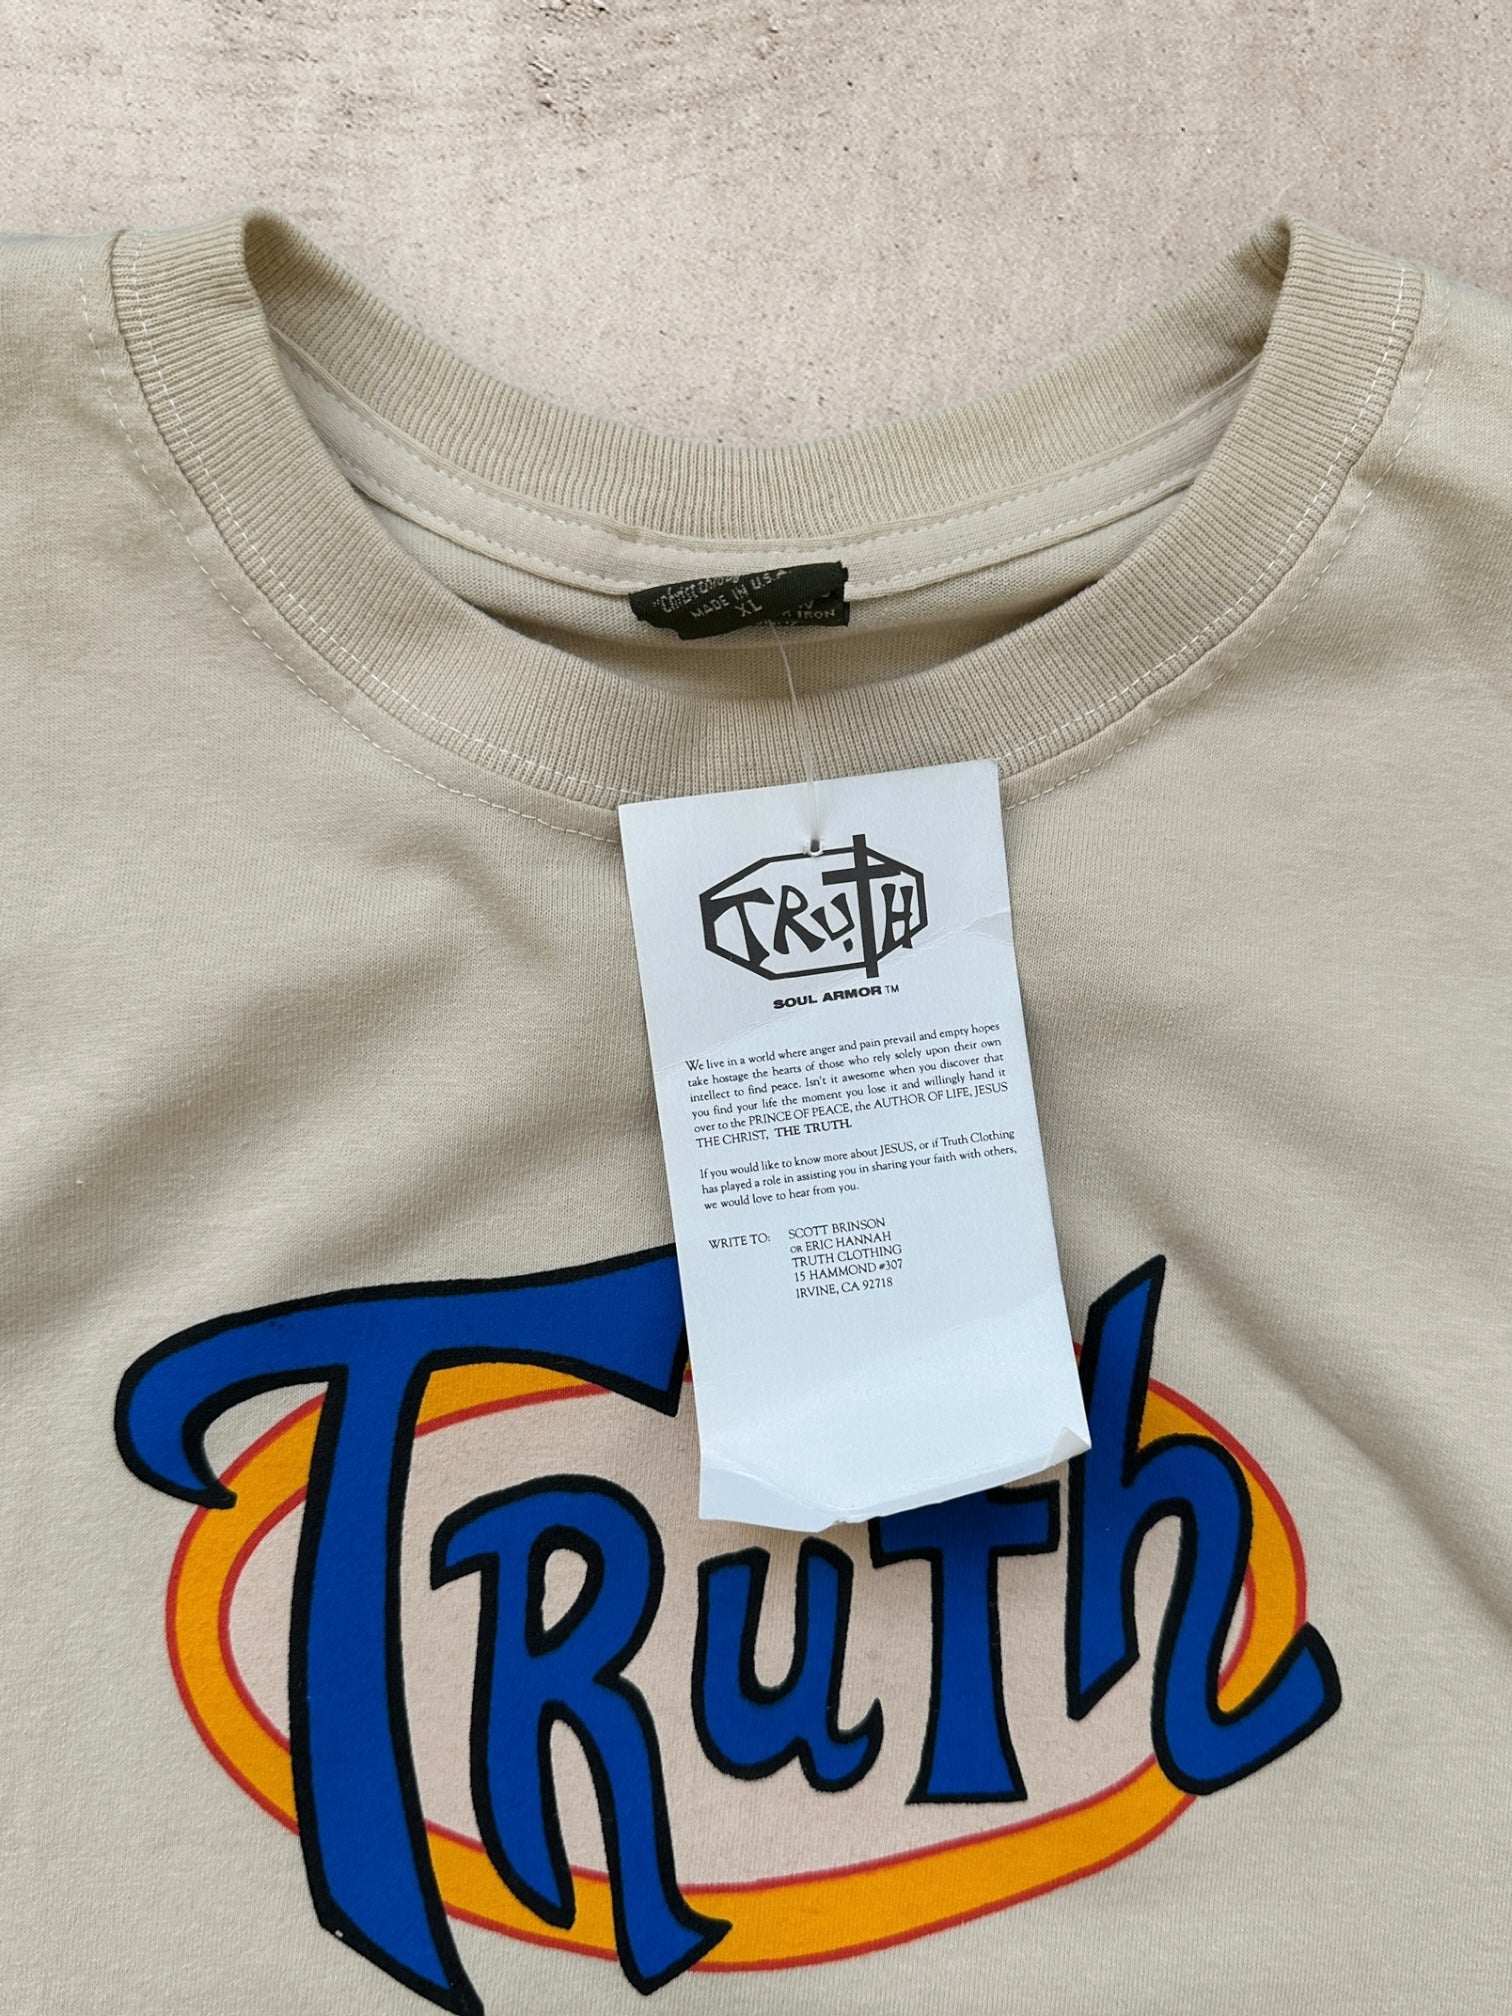 MADE IN U.S.A.
XL
IRON
TRUTH
SOUL ARMOR™
We live in a world where anger and pain prevail and empty hopes
take hostage the hearts of those who rely solely upon their own
intellect to find peace. Isn't it awesome when you discover that
you find your life the moment you lose it and willingly hand it
over to the PRINCE OF PEACE, the AUTHOR OF LIFE, JESUS
THE CHRIST, THE TRUTH.
If you would like to know more about JESUS, or if Truth Clothing
has played a role in assisting you in sharing your faith with others,
we would love to hear from you.
WRITE TO: SCOTT BRINSON
OR ERIC HANNAH
TRUTH CLOTHING
15 HAMMOND #307
IRVINE, CA 92718
Truth